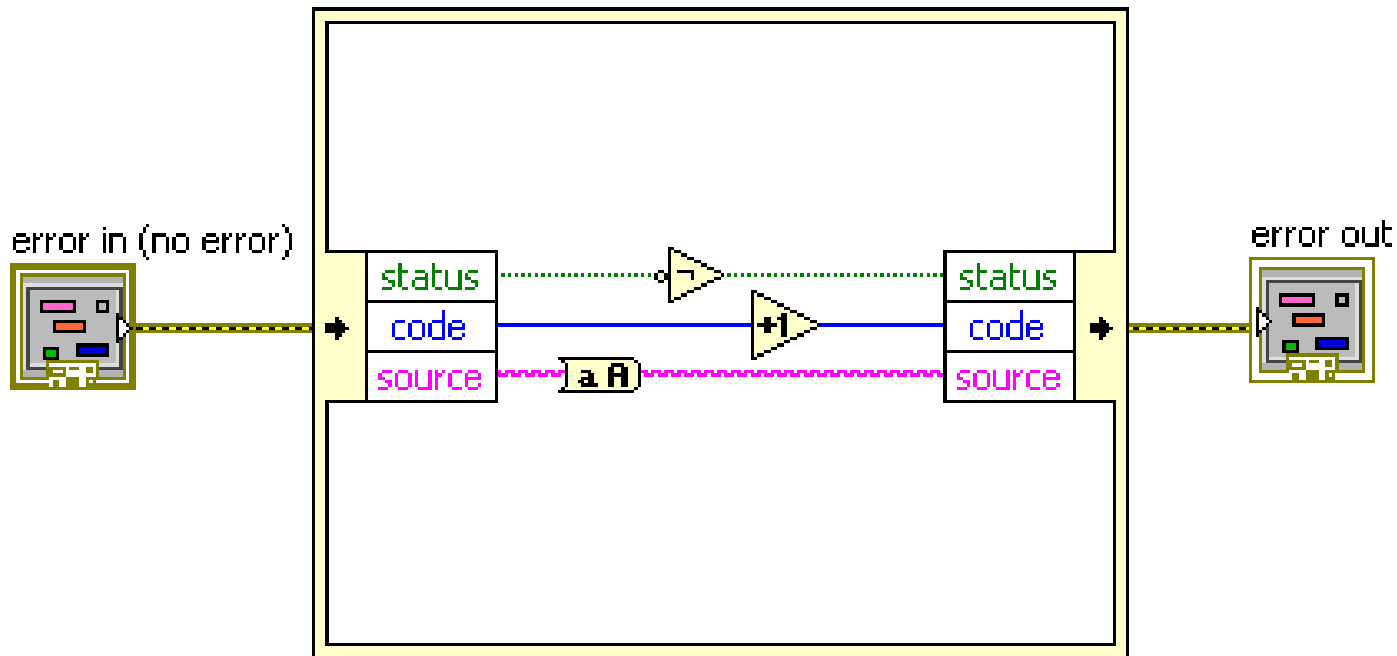 error in (no error)
error out
status
¬
status
code
+1
code
source
a A
source